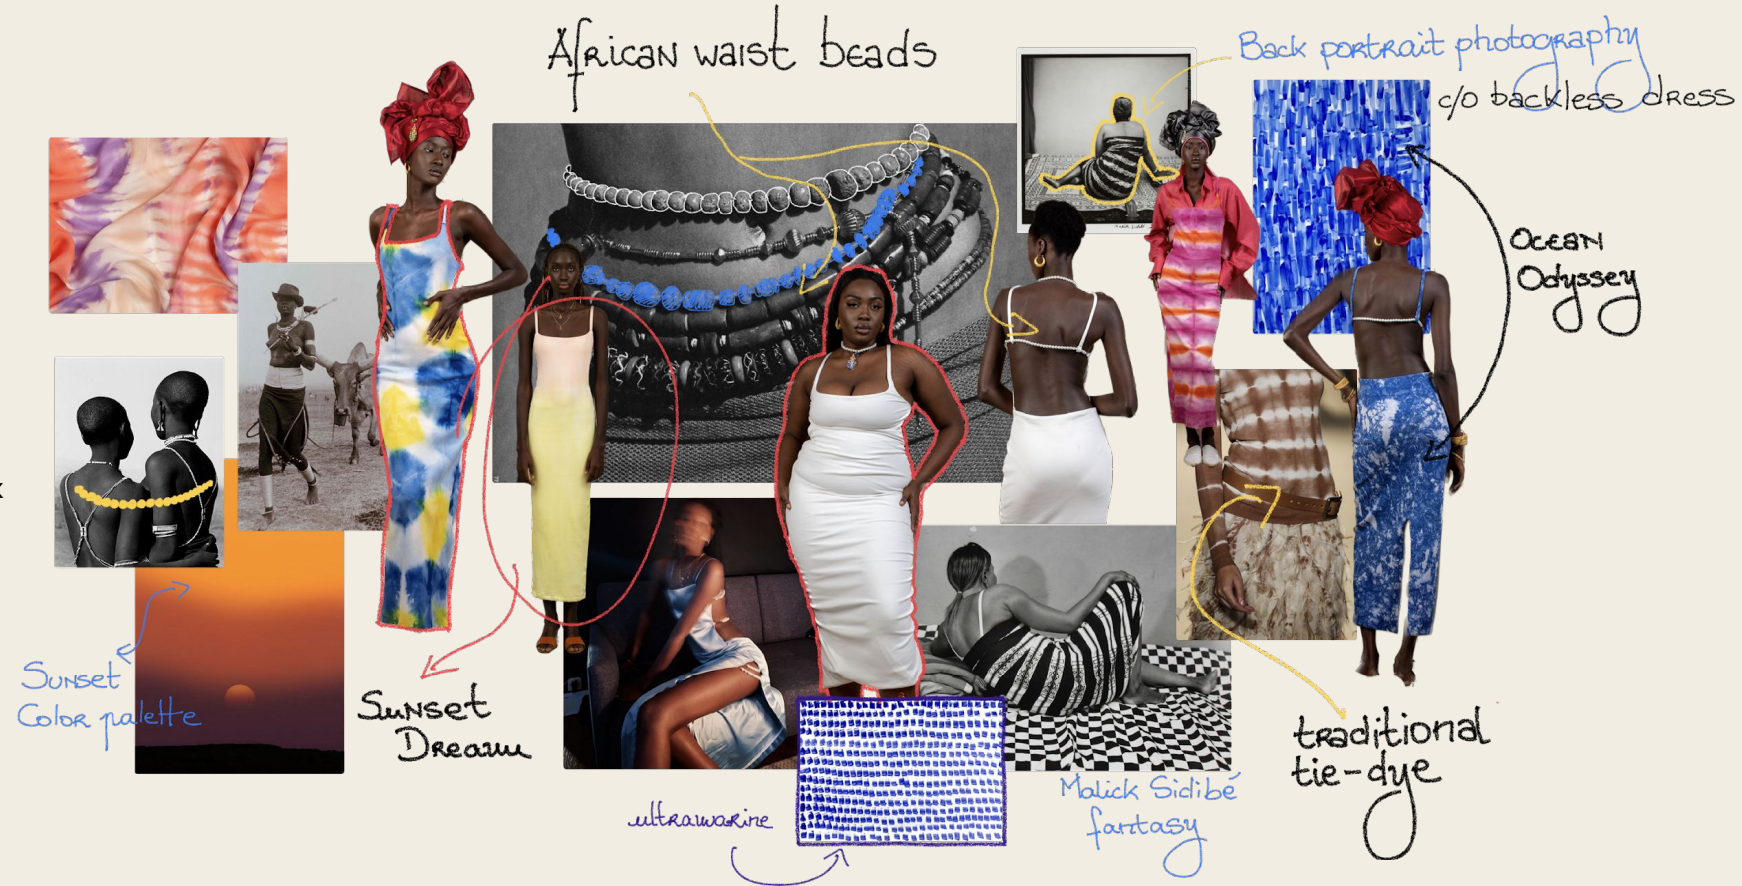 African waist beads
Back portrait photography
c/o backless dress
Ocean
Odyssey
Sunset
Color palette
Sunset
Dream
ultramarine
Malick Sidibé
fantasy
traditional
tie-dye